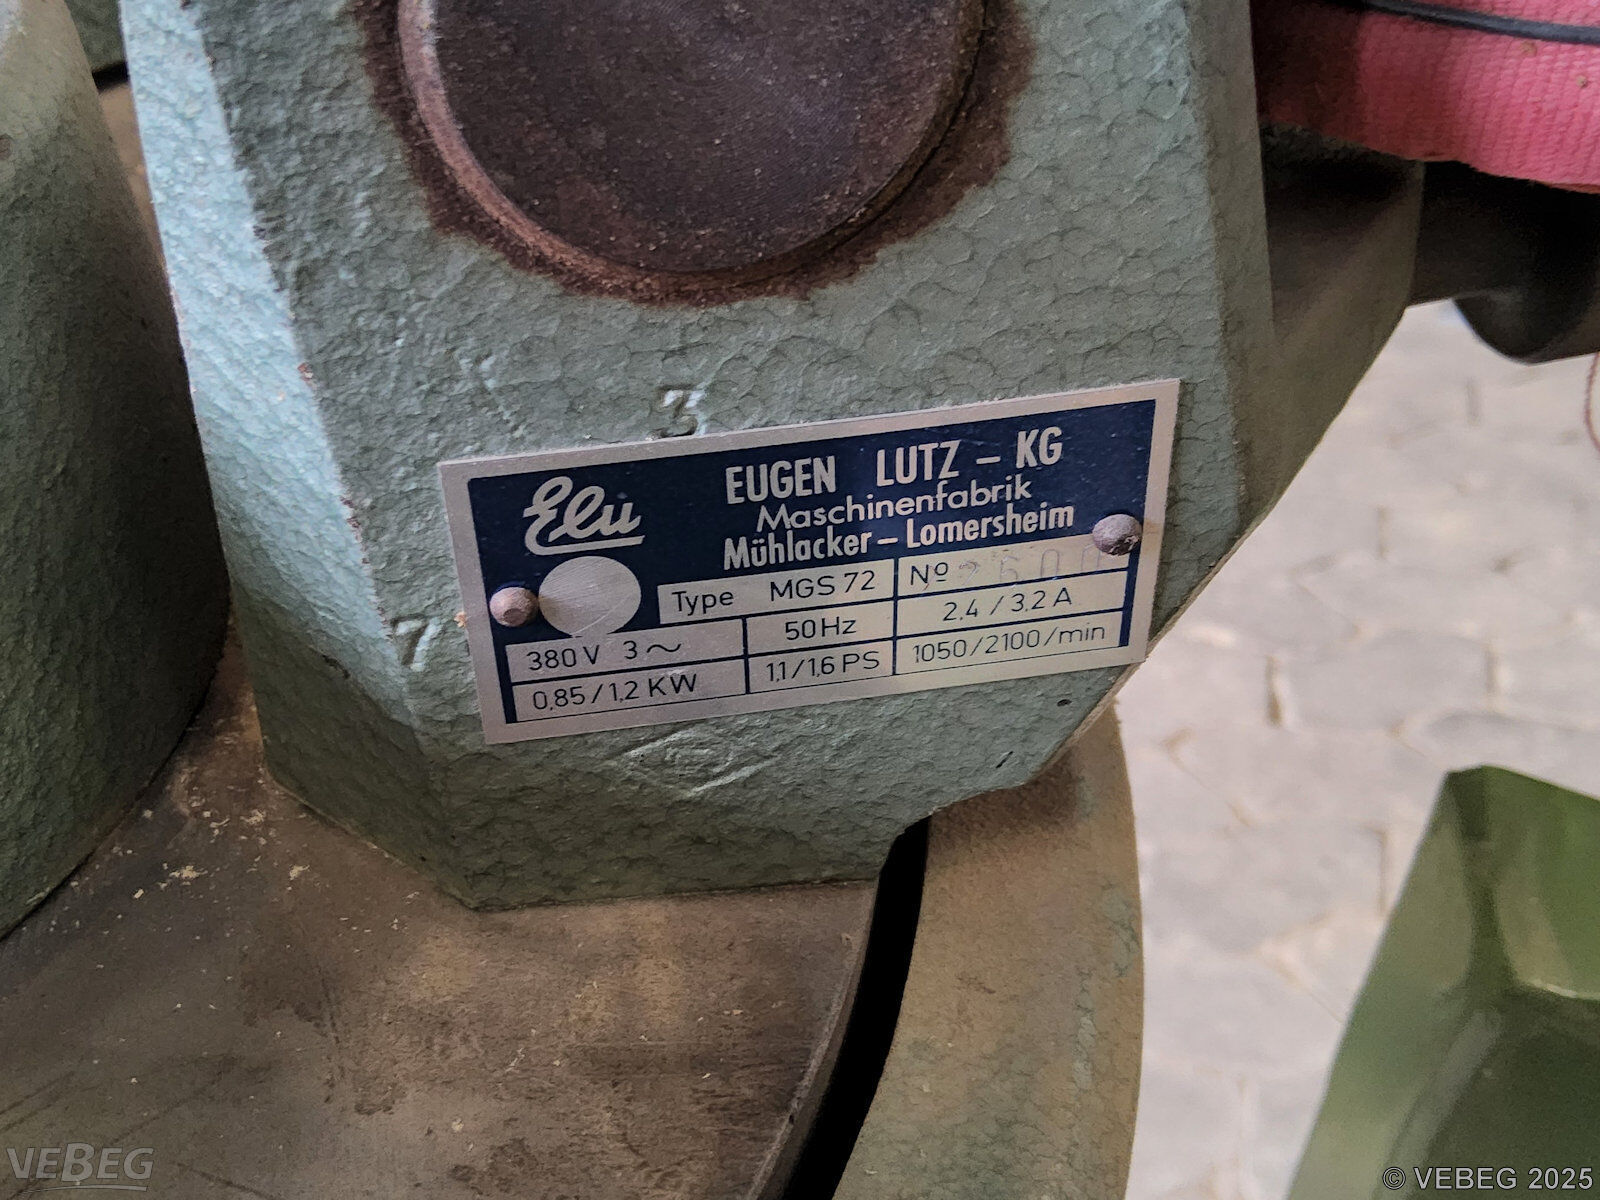 3
Elu
EUGEN LUTZ – KG
Maschinenfabrik
Mühlacker – Lomersheim
Type MGS 72 No
380 V 3~ 50 Hz 2,4 / 3,2 A
0,85 / 1,2 KW 1,1/1,6 PS 1050/2100/min
7
VEBEG
© VEBEG 2025